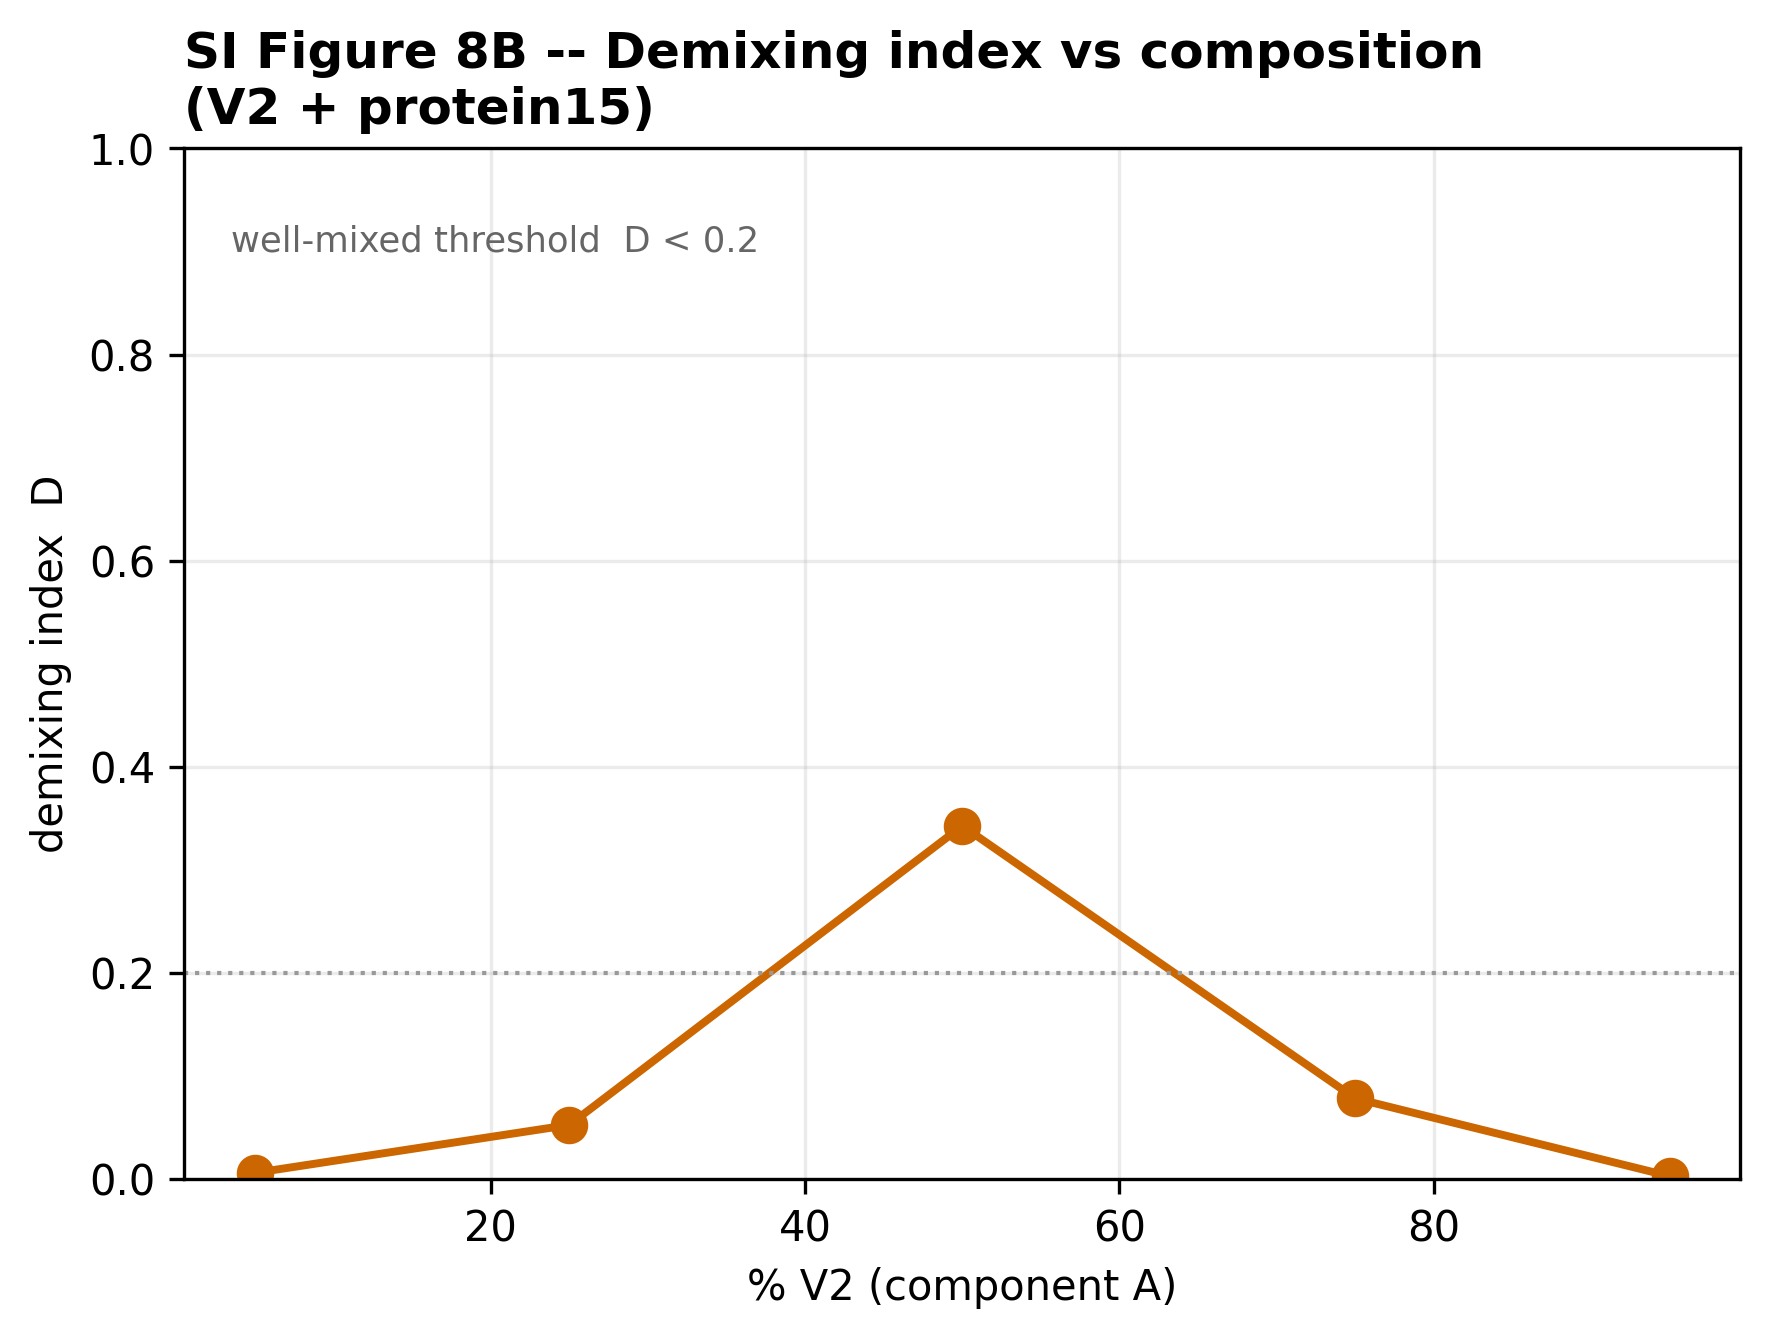 SI Figure 8B -- Demixing index vs composition
(V2 + protein15)
1.0
well-mixed threshold  D < 0.2
0.8
0.6
0.4
0.2
0.0
demixing index  D
20
40
60
80
% V2 (component A)